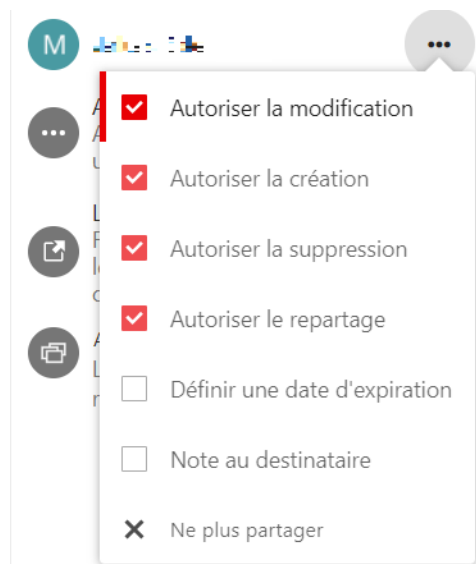 M
Autoriser la modification
Autoriser la création
Autoriser la suppression
Autoriser le repartage
Définir une date d'expiration
Note au destinataire
Ne plus partager